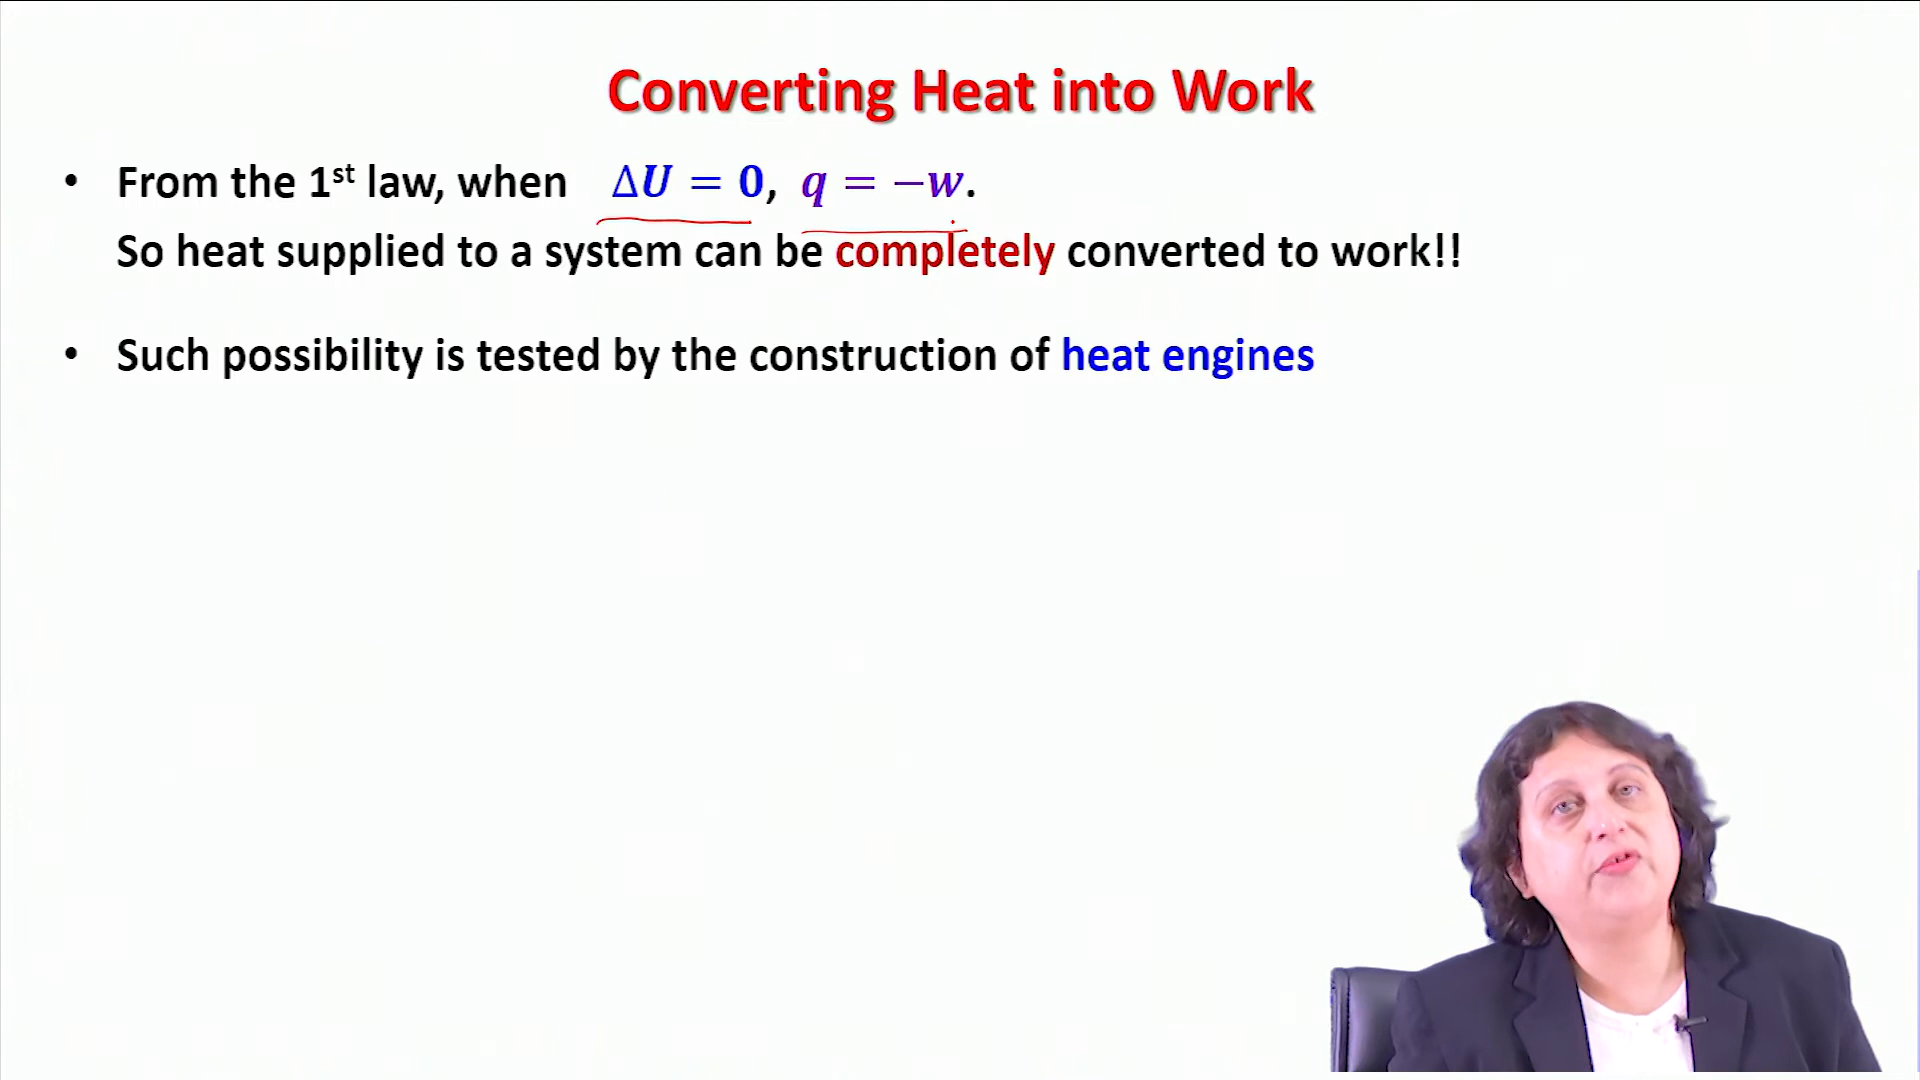 Converting Heat into Work
• From the 1st law, when ΔU = 0, q = −w.
So heat supplied to a system can be completely converted to work!!
• Such possibility is tested by the construction of heat engines